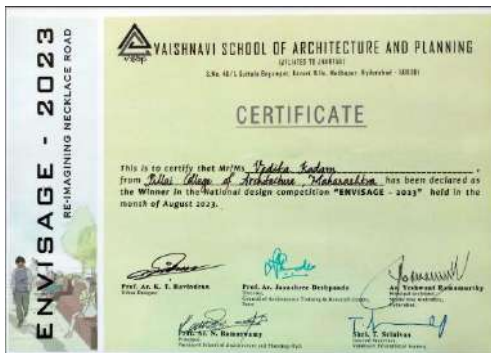 ENVISAGE - 2023
RE-IMAGINING NECKLACE ROAD
VAISHNAVI SCHOOL OF ARCHITECTURE AND PLANNING
CERTIFICATE
This is to certify that Mr/Ms Vedika Kadam,
from Pillai College of Architecture, Maharashtra has been declared as
the Winner in the National design competition "ENVISAGE - 2023" held in the
month of August 2023.
Prof. Ar. K. T. Ravindran
Prof. Ar. Jayashree Deshpande
Ar. Yeshwant Ramamurthy
Prof. Ar. N. Ramaswamy
Shri. T. Srinivas